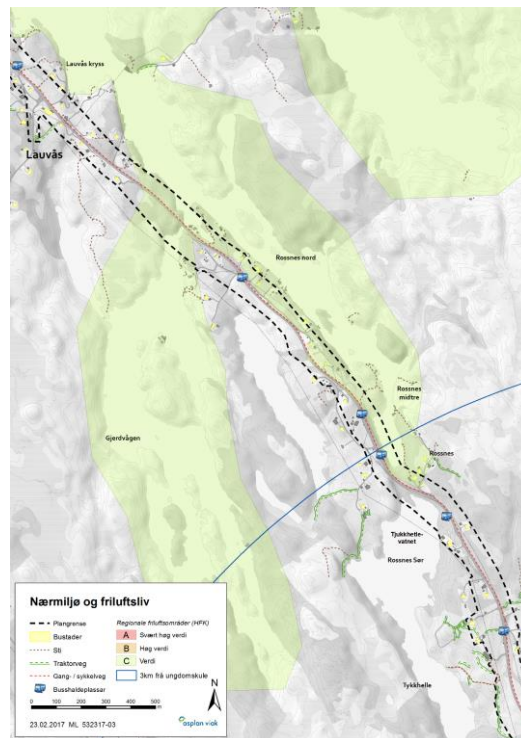 Lauvås kryss
Lauvås
Rossnes nord
Rossnes
midtre
Gjerdvågen
Rossnes
Tjukkhetle-
vatnet
Rossnes Sør
Tykkhelle
Nærmiljø og friluftsliv
Plangrense
Bustader
Sti
Traktorveg
Gang- / sykkelveg
Busshaldeplassar
Regionale friluftsområder (HFK)
A Svært høg verdi
B Høg verdi
C Verdi
3km frå ungdomskule
0 100 200 300 400 500
N
23.02.2017 ML 532317-03
asplan viak